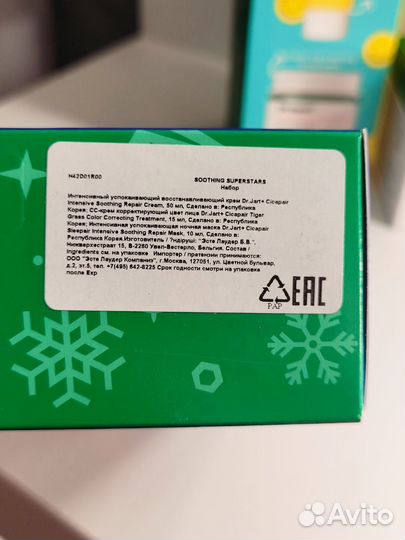 H42D01R00 SOOTHING SUPERSTARS
Набор
Интенсивный успокаивающий восстанавливающий крем Dr.Jart+ Cicapair
Intensive Soothing Repair Cream, 50 мл, Сделано в: Республика
Корея; СС-крем корректирующий цвет лица Dr.Jart+ Cicapair Tiger
Grass Color Correcting Treatment, 15 мл, Сделано в: Республика
Корея; Интенсивная успокаивающая ночная маска Dr.Jart+ Cicapair
Sleepair Intensive Soothing Repair Mask, 10 мл. Сделано в:
Республика Корея.Изготовитель / Өндіруші: "Эсте Лаудер Б.В.",
Нижверхстраат 15, В-2260 Увел-Вестерло, Бельгия. Состав /
Ingredients см. на упаковке Импортер / претензии принимаются:
ООО "Эсте Лаудер Компаниз", г.Москва, 127051, ул. Цветной бульвар,
д.2, эт.5, тел. +7(495) 642-8225 Срок годности смотри на упаковке
после Exp
PAP
EAC
Avito